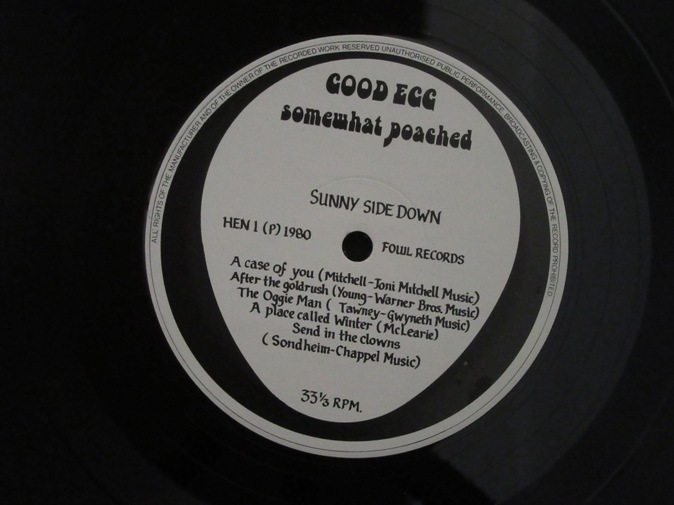 ALL RIGHTS OF THE MANUFACTURER AND OF THE OWNER OF THE RECORDED WORK RESERVED UNAUTHORISED PUBLIC PERFORMANCE BROADCASTING & COPYING OF THE RECORD PROHIBITED
GOOD EGG
somewhat poached
SUNNY SIDE DOWN
HEN 1 (P) 1980
FOWL RECORDS
A case of you (Mitchell-Joni Mitchell Music)
After the goldrush (Young-Warner Bros. Music)
The Oggie Man ( Tawney-Gwyneth Music)
A place called Winter (McLearie)
Send in the clowns
( Sondheim-Chappel Music)
33⅓ RPM.